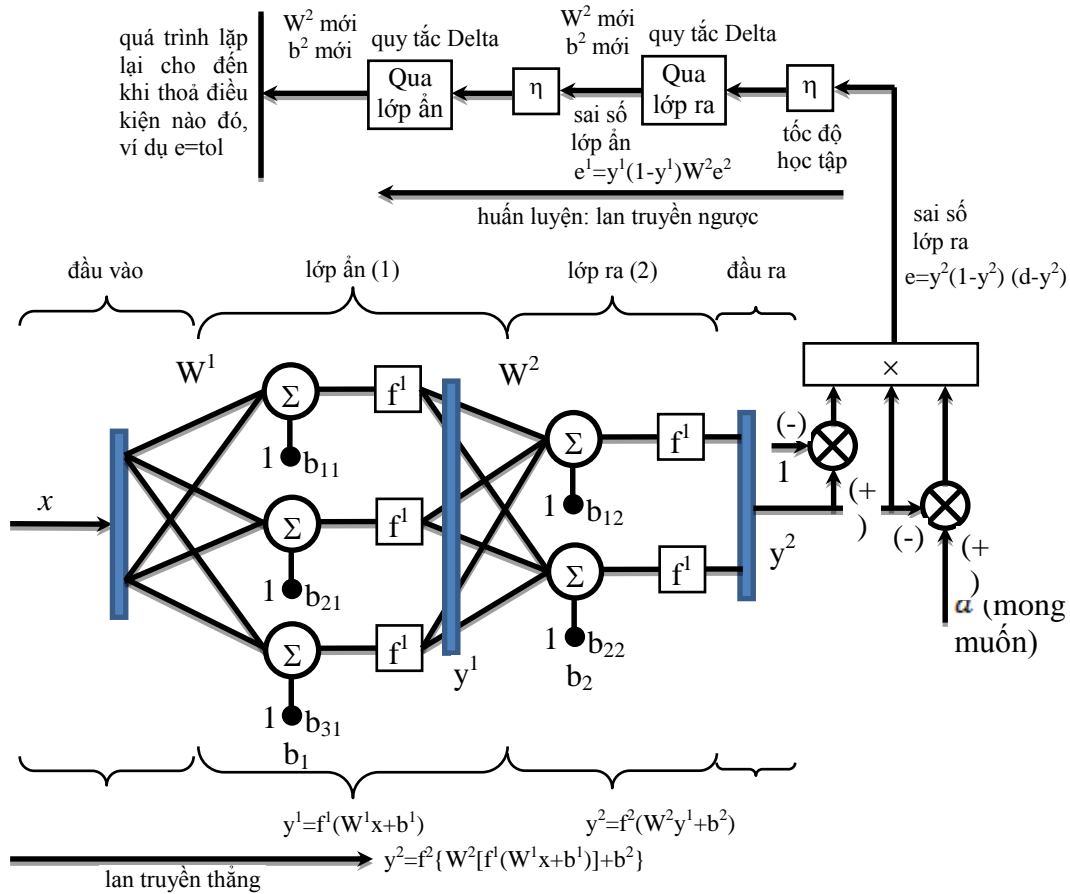 quá trình lặp
lại cho đến
khi thoả điều
kiện nào đó,
ví dụ e=tol
W² mới
b² mới
quy tắc Delta
Qua
lớp ẩn
η
W² mới
b² mới
sai số
lớp ẩn
e¹=y¹(1-y¹)W²e²
quy tắc Delta
Qua
lớp ra
η
tốc độ
học tập
huấn luyện: lan truyền ngược
sai số
lớp ra
e=y²(1-y²) (d-y²)
đầu vào
lớp ẩn (1)
lớp ra (2)
đầu ra
W¹
W²
×
x
Σ
f¹
1
b₁₁
Σ
f¹
1
b₂₁
Σ
f¹
1
b₃₁
b₁
y¹
Σ
f¹
1
b₁₂
Σ
f¹
1
b₂₂
b₂
y²
(-)
1
(+
)
(-)
(+
)
(mong
muốn)
y¹=f¹(W¹x+b¹)
y²=f²(W²y¹+b²)
y²=f²{W²[f¹(W¹x+b¹)]+b²}
lan truyền thẳng